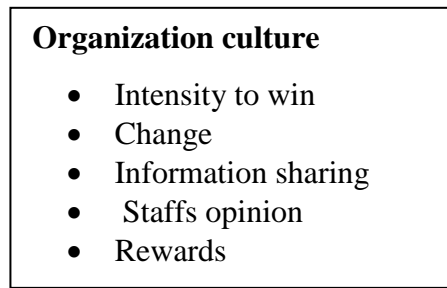 Organization culture
• Intensity to win
• Change
• Information sharing
• Staffs opinion
• Rewards